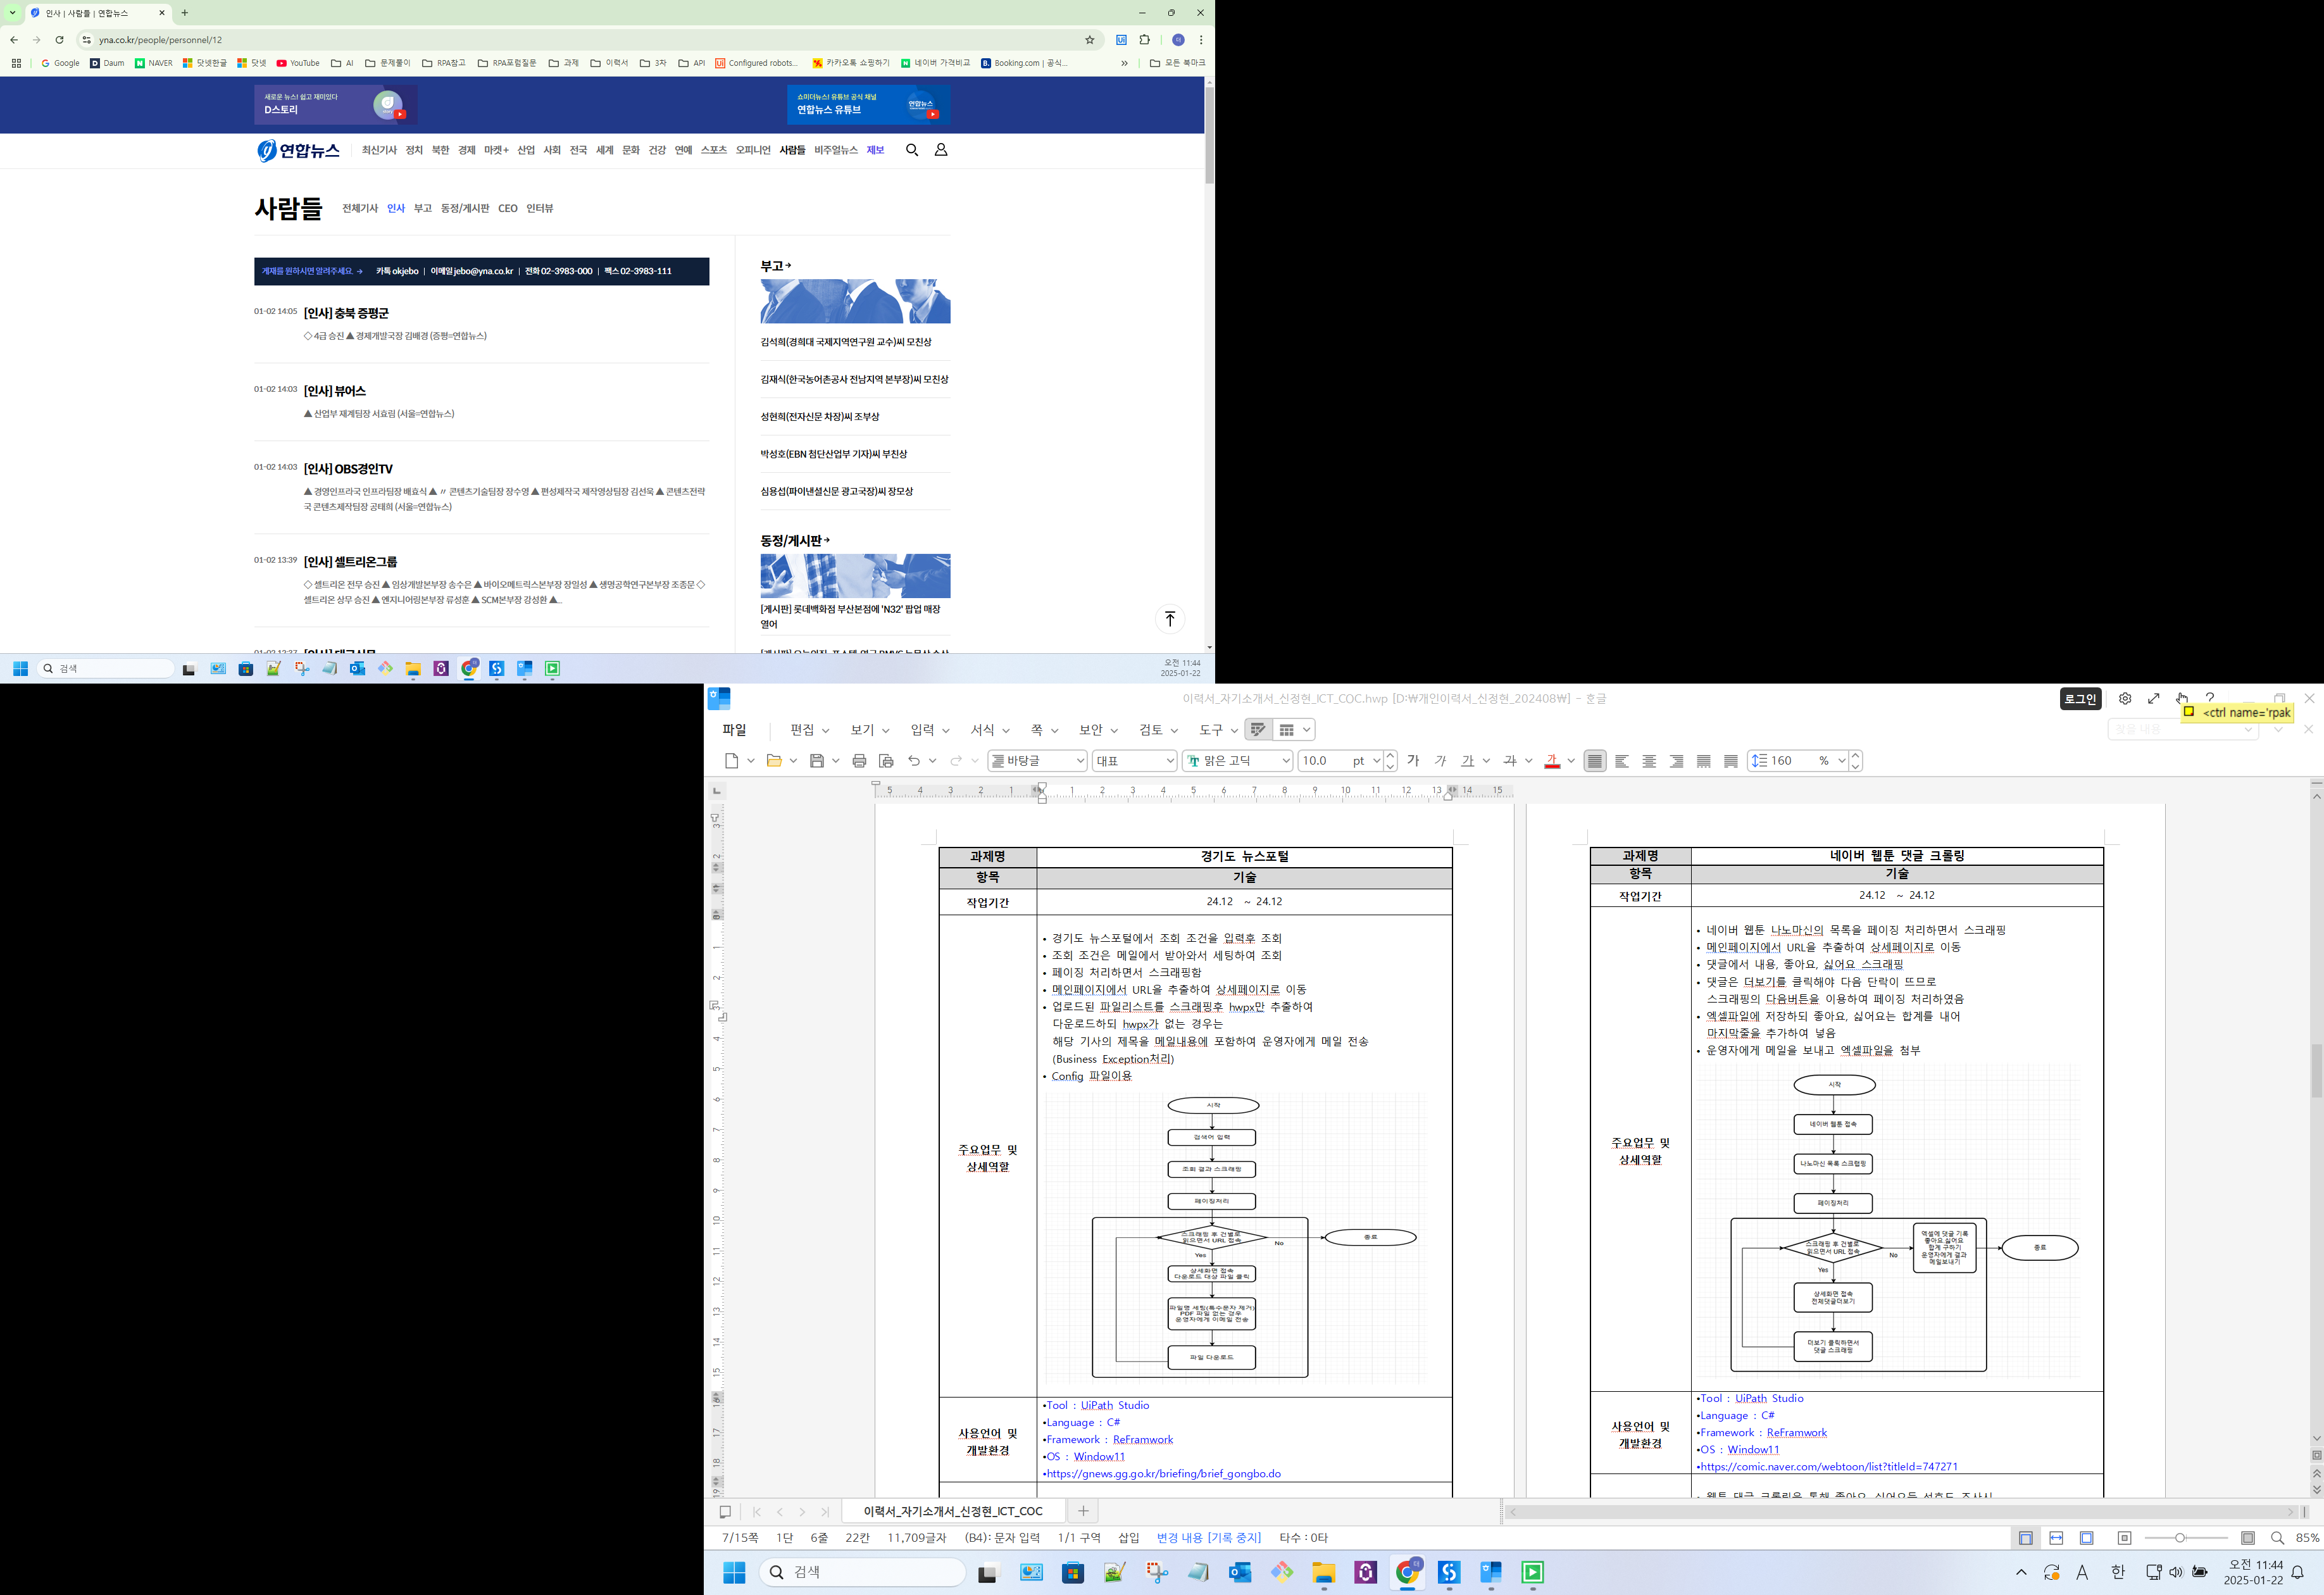 인사 | 사람들 | 연합뉴스
yna.co.kr/people/personnel/12
Google Daum NAVER 닷넷한글 닷넷 YouTube AI 문제풀이 RPA참고 RPA포럼질문 과제 이력서 3차 API Configured robots... 카카오톡 쇼핑하기 네이버 가격비교 Booking.com | 공식... » 모든 북마크
새로운 뉴스! 쉽고 재미있다
D스토리
쇼미더뉴스! 유튜브 공식 채널
연합뉴스 유튜브
연합뉴스
연합뉴스 최신기사 정치 북한 경제 마켓+ 산업 사회 전국 세계 문화 건강 연예 스포츠 오피니언 사람들 비주얼뉴스 제보
사람들 전체기사 인사 부고 동정/게시판 CEO 인터뷰
게재를 원하시면 알려주세요. → 카톡 okjebo | 이메일 jebo@yna.co.kr | 전화 02-3983-000 | 팩스 02-3983-111
01-02 14:05 [인사] 충북 증평군
◇ 4급 승진 ▲ 경제개발국장 김배경 (증평=연합뉴스)
01-02 14:03 [인사] 뷰어스
▲ 산업부 재계팀장 서효림 (서울=연합뉴스)
01-02 14:03 [인사] OBS경인TV
▲ 경영인프라국 인프라팀장 배효식 ▲ 〃 콘텐츠기술팀장 장수영 ▲ 편성제작국 제작영상팀장 김선욱 ▲ 콘텐츠전략
국 콘텐츠제작팀장 공태희 (서울=연합뉴스)
01-02 13:39 [인사] 셀트리온그룹
◇ 셀트리온 전무 승진 ▲ 임상개발본부장 송수은 ▲ 바이오메트릭스본부장 장일성 ▲ 생명공학연구본부장 조종문 ◇
셀트리온 상무 승진 ▲ 엔지니어링본부장 류성훈 ▲ SCM본부장 강성환 ▲...
부고 →
김석희(경희대 국제지역연구원 교수)씨 모친상
김재식(한국농어촌공사 전남지역 본부장)씨 모친상
성현희(전자신문 차장)씨 조부상
박성호(EBN 첨단산업부 기자)씨 부친상
심용섭(파이낸셜신문 광고국장)씨 장모상
동정/게시판 →
[게시판] 롯데백화점 부산본점에 'N32' 팝업 매장
열어
검색
오전 11:44
2025-01-22
이력서_자기소개서_신정현_ICT_COC.hwp [D:₩개인이력서_신정현_202408₩] - 훈글
로그인
<ctrl name='rpak
파일 편집 보기 입력 서식 쪽 보안 검토 도구
찾을 내용
바탕글 대표 맑은 고딕 10.0 pt 가 가 가 가 가 160 %
5 4 3 2 1 1 2 3 4 5 6 7 8 9 10 11 12 13 14 15
과제명 경기도 뉴스포털
항목 기술
작업기간 24.12 ~ 24.12
주요업무 및
상세역할
• 경기도 뉴스포털에서 조회 조건을 입력후 조회
• 조회 조건은 메일에서 받아와서 세팅하여 조회
• 페이징 처리하면서 스크래핑함
• 메인페이지에서 URL을 추출하여 상세페이지로 이동
• 업로드된 파일리스트를 스크래핑후 hwpx만 추출하여
다운로드하되 hwpx가 없는 경우는
해당 기사의 제목을 메일내용에 포함하여 운영자에게 메일 전송
(Business Exception처리)
• Config 파일이용
시작
검색어 입력
조회 결과 스크래핑
페이징처리
스크래핑 후 건별로
읽으면서 URL 접속
No
종료
Yes
상세화면 접속
다운로드 대상 파일 클릭
파일명 세팅(특수문자 제거)
PDF 파일 없는 경우
운영자에게 이메일 전송
파일 다운로드
사용언어 및
개발환경
•Tool : UiPath Studio
•Language : C#
•Framework : ReFramwork
•OS : Window11
•https://gnews.gg.go.kr/briefing/brief_gongbo.do
과제명 네이버 웹툰 댓글 크롤링
항목 기술
작업기간 24.12 ~ 24.12
주요업무 및
상세역할
• 네이버 웹툰 나노마신의 목록을 페이징 처리하면서 스크래핑
• 메인페이지에서 URL을 추출하여 상세페이지로 이동
• 댓글에서 내용, 좋아요, 싫어요 스크래핑
• 댓글은 더보기를 클릭해야 다음 단락이 뜨므로
스크래핑의 다음버튼을 이용하여 페이징 처리하였음
• 엑셀파일에 저장하되 좋아요, 싫어요는 합계를 내어
마지막줄을 추가하여 넣음
• 운영자에게 메일을 보내고 엑셀파일을 첨부
시작
네이버 웹툰 접속
나노마신 목록 스크랩핑
페이징처리
스크래핑 후 건별로
읽으면서 URL 접속
No
엑셀에 댓글 기록
좋아요 싫어요
합계 구하기
운영자에게 결과
메일보내기
종료
Yes
상세화면 접속
전체댓글더보기
더보기 클릭하면서
댓글 스크래핑
사용언어 및
개발환경
•Tool : UiPath Studio
•Language : C#
•Framework : ReFramwork
•OS : Window11
•https://comic.naver.com/webtoon/list?titleId=747271
이력서_자기소개서_신정현_ICT_COC
7/15쪽 1단 6줄 22칸 11,709글자 (B4): 문자 입력 1/1 구역 삽입 변경 내용 [기록 중지] 타수 : 0타 85%
검색
A 한
오전 11:44
2025-01-22